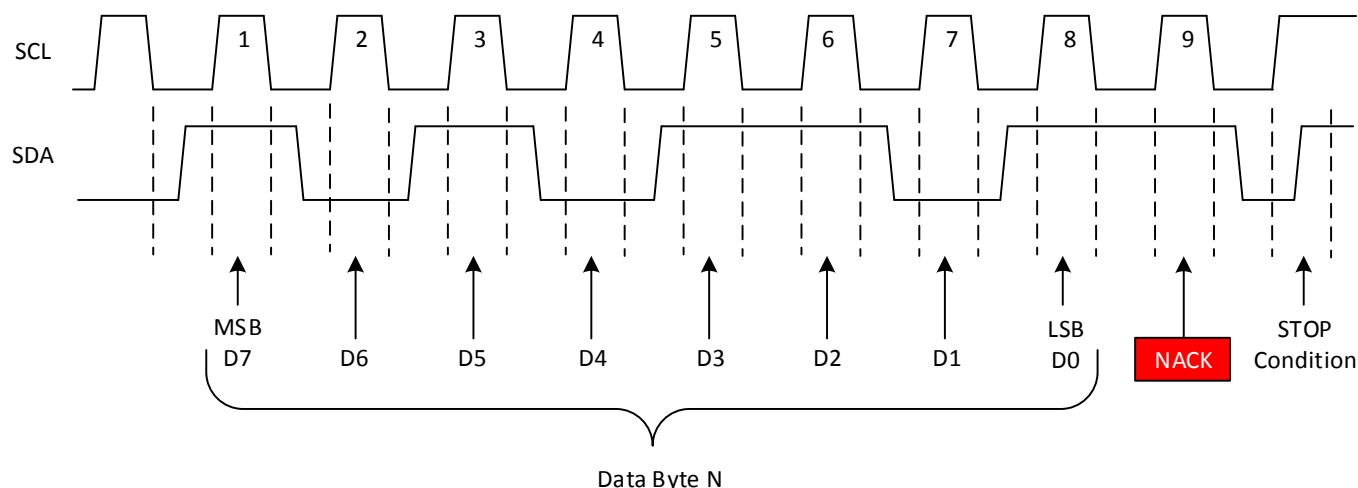 SCL
1 2 3 4 5 6 7 8 9
SDA
MSB LSB STOP
D7 D6 D5 D4 D3 D2 D1 D0 NACK Condition
Data Byte N